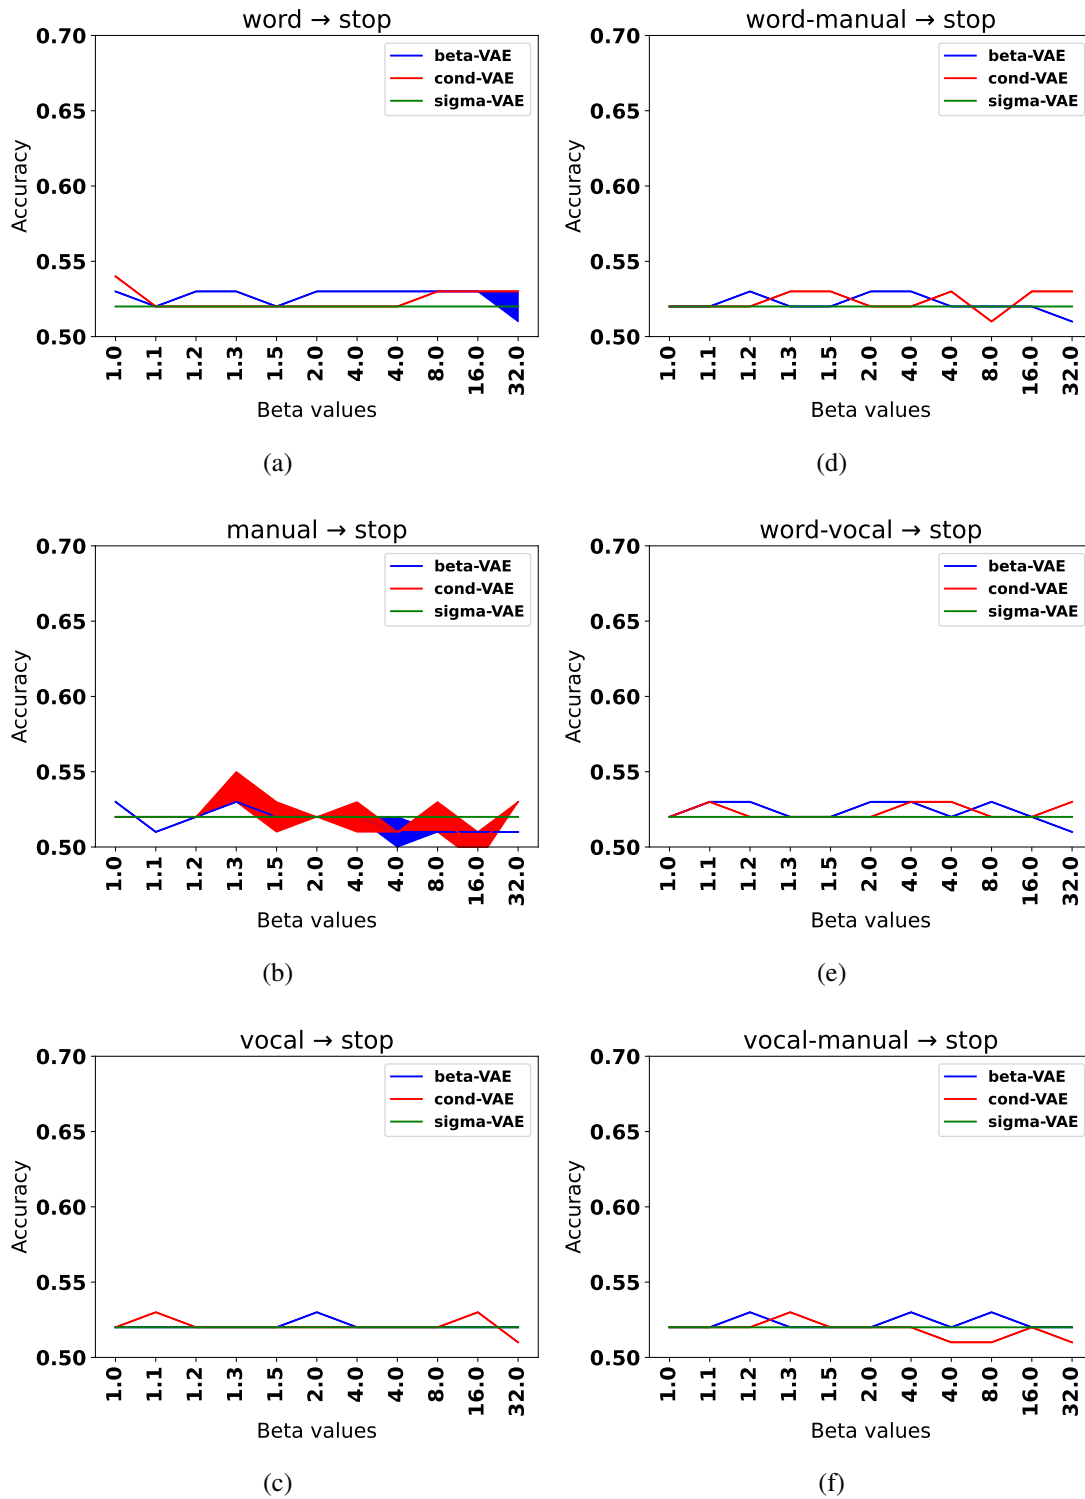 word → stop
0.70
0.65
0.60
0.55
0.50
Accuracy
beta-VAE
cond-VAE
sigma-VAE
1.0 1.1 1.2 1.3 1.5 2.0 4.0 4.0 8.0 16.0 32.0
Beta values
(a)
word-manual → stop
0.70
0.65
0.60
0.55
0.50
Accuracy
beta-VAE
cond-VAE
sigma-VAE
1.0 1.1 1.2 1.3 1.5 2.0 4.0 4.0 8.0 16.0 32.0
Beta values
(d)
manual → stop
0.70
0.65
0.60
0.55
0.50
Accuracy
beta-VAE
cond-VAE
sigma-VAE
1.0 1.1 1.2 1.3 1.5 2.0 4.0 4.0 8.0 16.0 32.0
Beta values
(b)
word-vocal → stop
0.70
0.65
0.60
0.55
0.50
Accuracy
beta-VAE
cond-VAE
sigma-VAE
1.0 1.1 1.2 1.3 1.5 2.0 4.0 4.0 8.0 16.0 32.0
Beta values
(e)
vocal → stop
0.70
0.65
0.60
0.55
0.50
Accuracy
beta-VAE
cond-VAE
sigma-VAE
1.0 1.1 1.2 1.3 1.5 2.0 4.0 4.0 8.0 16.0 32.0
Beta values
(c)
vocal-manual → stop
0.70
0.65
0.60
0.55
0.50
Accuracy
beta-VAE
cond-VAE
sigma-VAE
1.0 1.1 1.2 1.3 1.5 2.0 4.0 4.0 8.0 16.0 32.0
Beta values
(f)